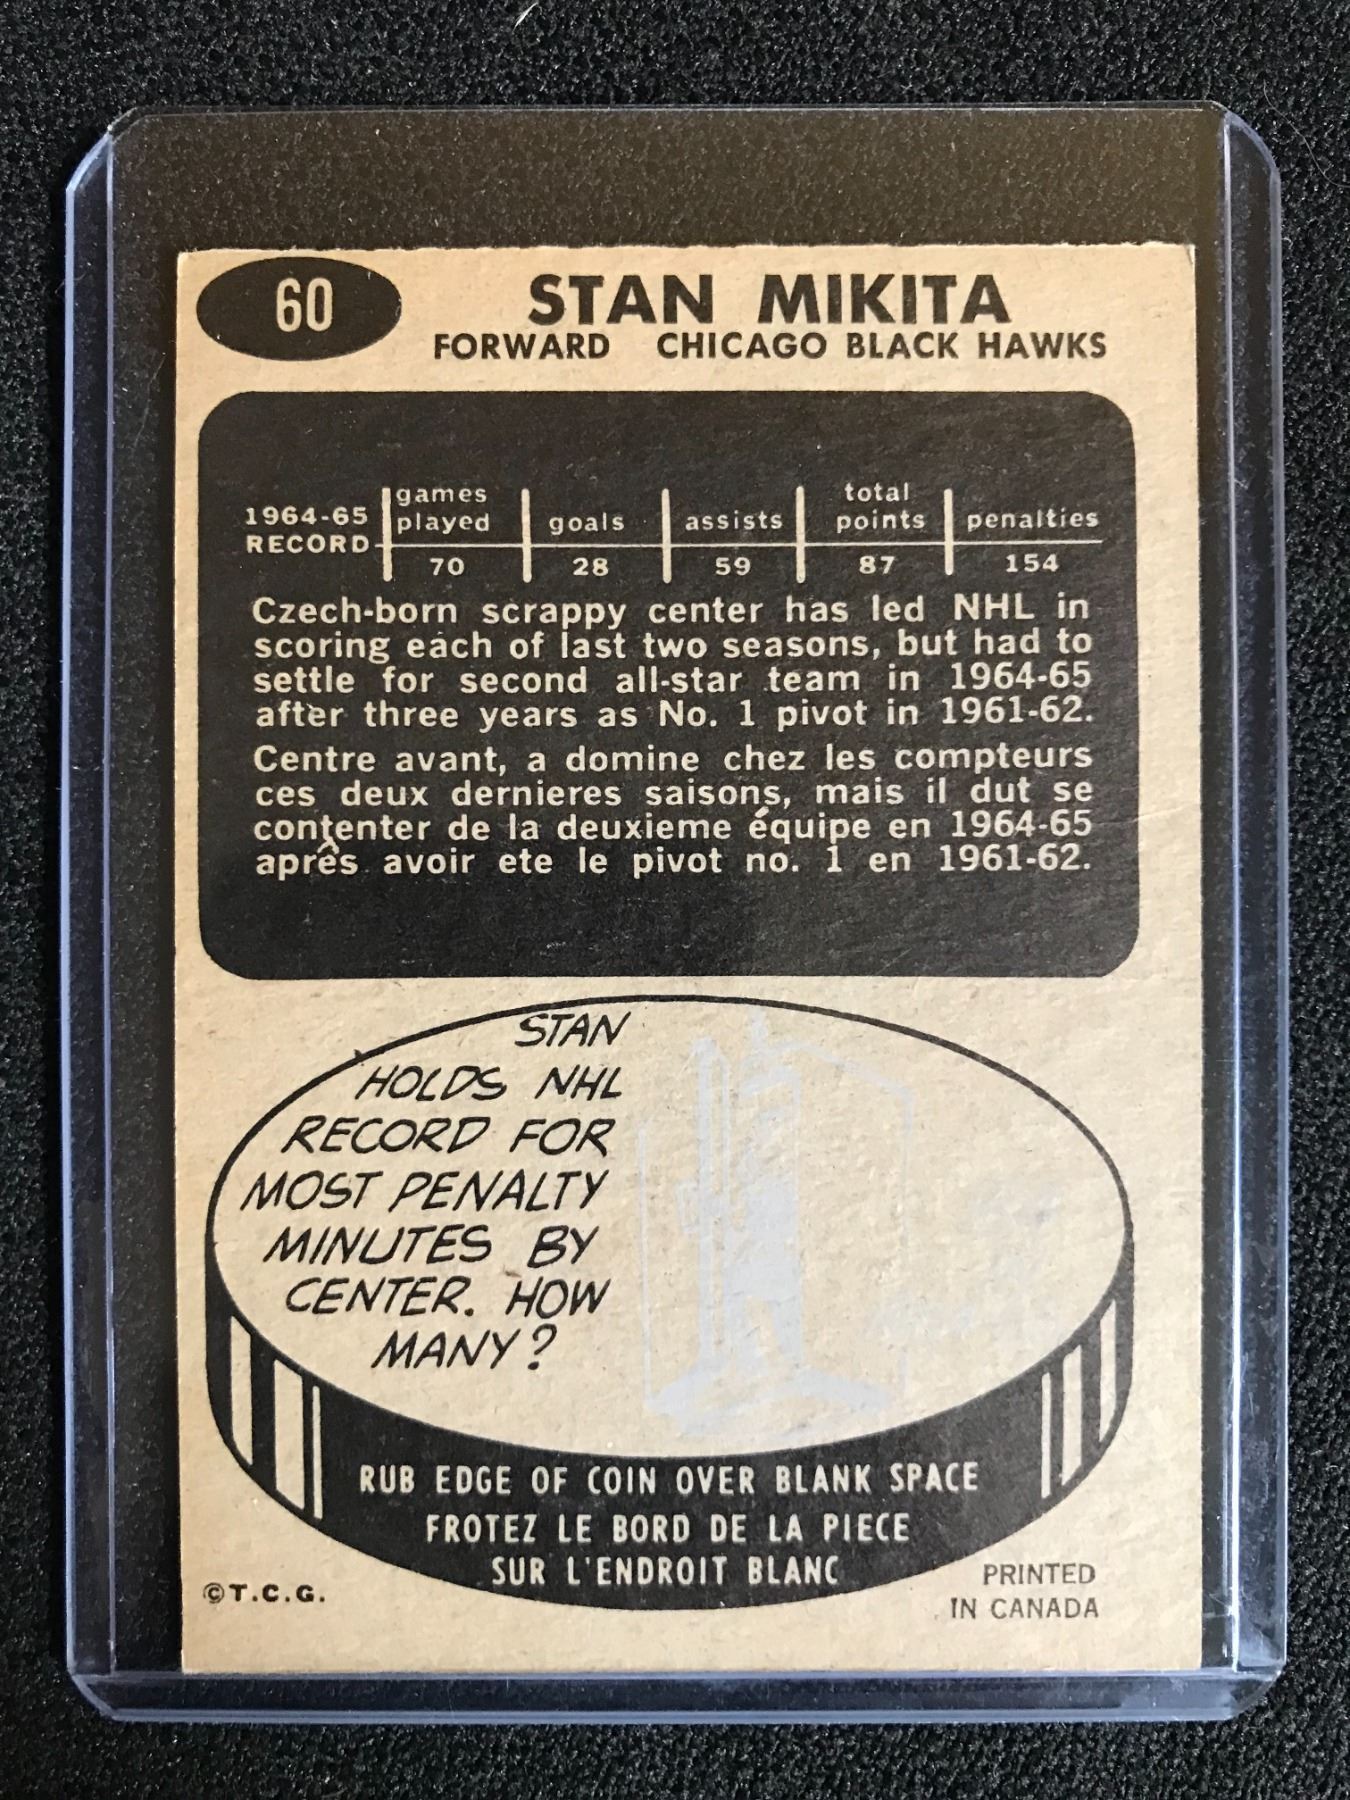 60
STAN MIKITA
FORWARD CHICAGO BLACK HAWKS
1964-65 RECORD games played goals assists total points penalties
70 28 59 87 154
Czech-born scrappy center has led NHL in
scoring each of last two seasons, but had to
settle for second all-star team in 1964-65
after three years as No. 1 pivot in 1961-62.
Centre avant, a domine chez les compteurs
ces deux dernieres saisons, mais il dut se
contenter de la deuxieme équipe en 1964-65
aprês avoir ete le pivot no. 1 en 1961-62.
STAN
HOLDS NHL
RECORD FOR
MOST PENALTY
MINUTES BY
CENTER. HOW
MANY?
RUB EDGE OF COIN OVER BLANK SPACE
FROTEZ LE BORD DE LA PIECE
SUR L'ENDROIT BLANC
©T.C.G.
PRINTED
IN CANADA